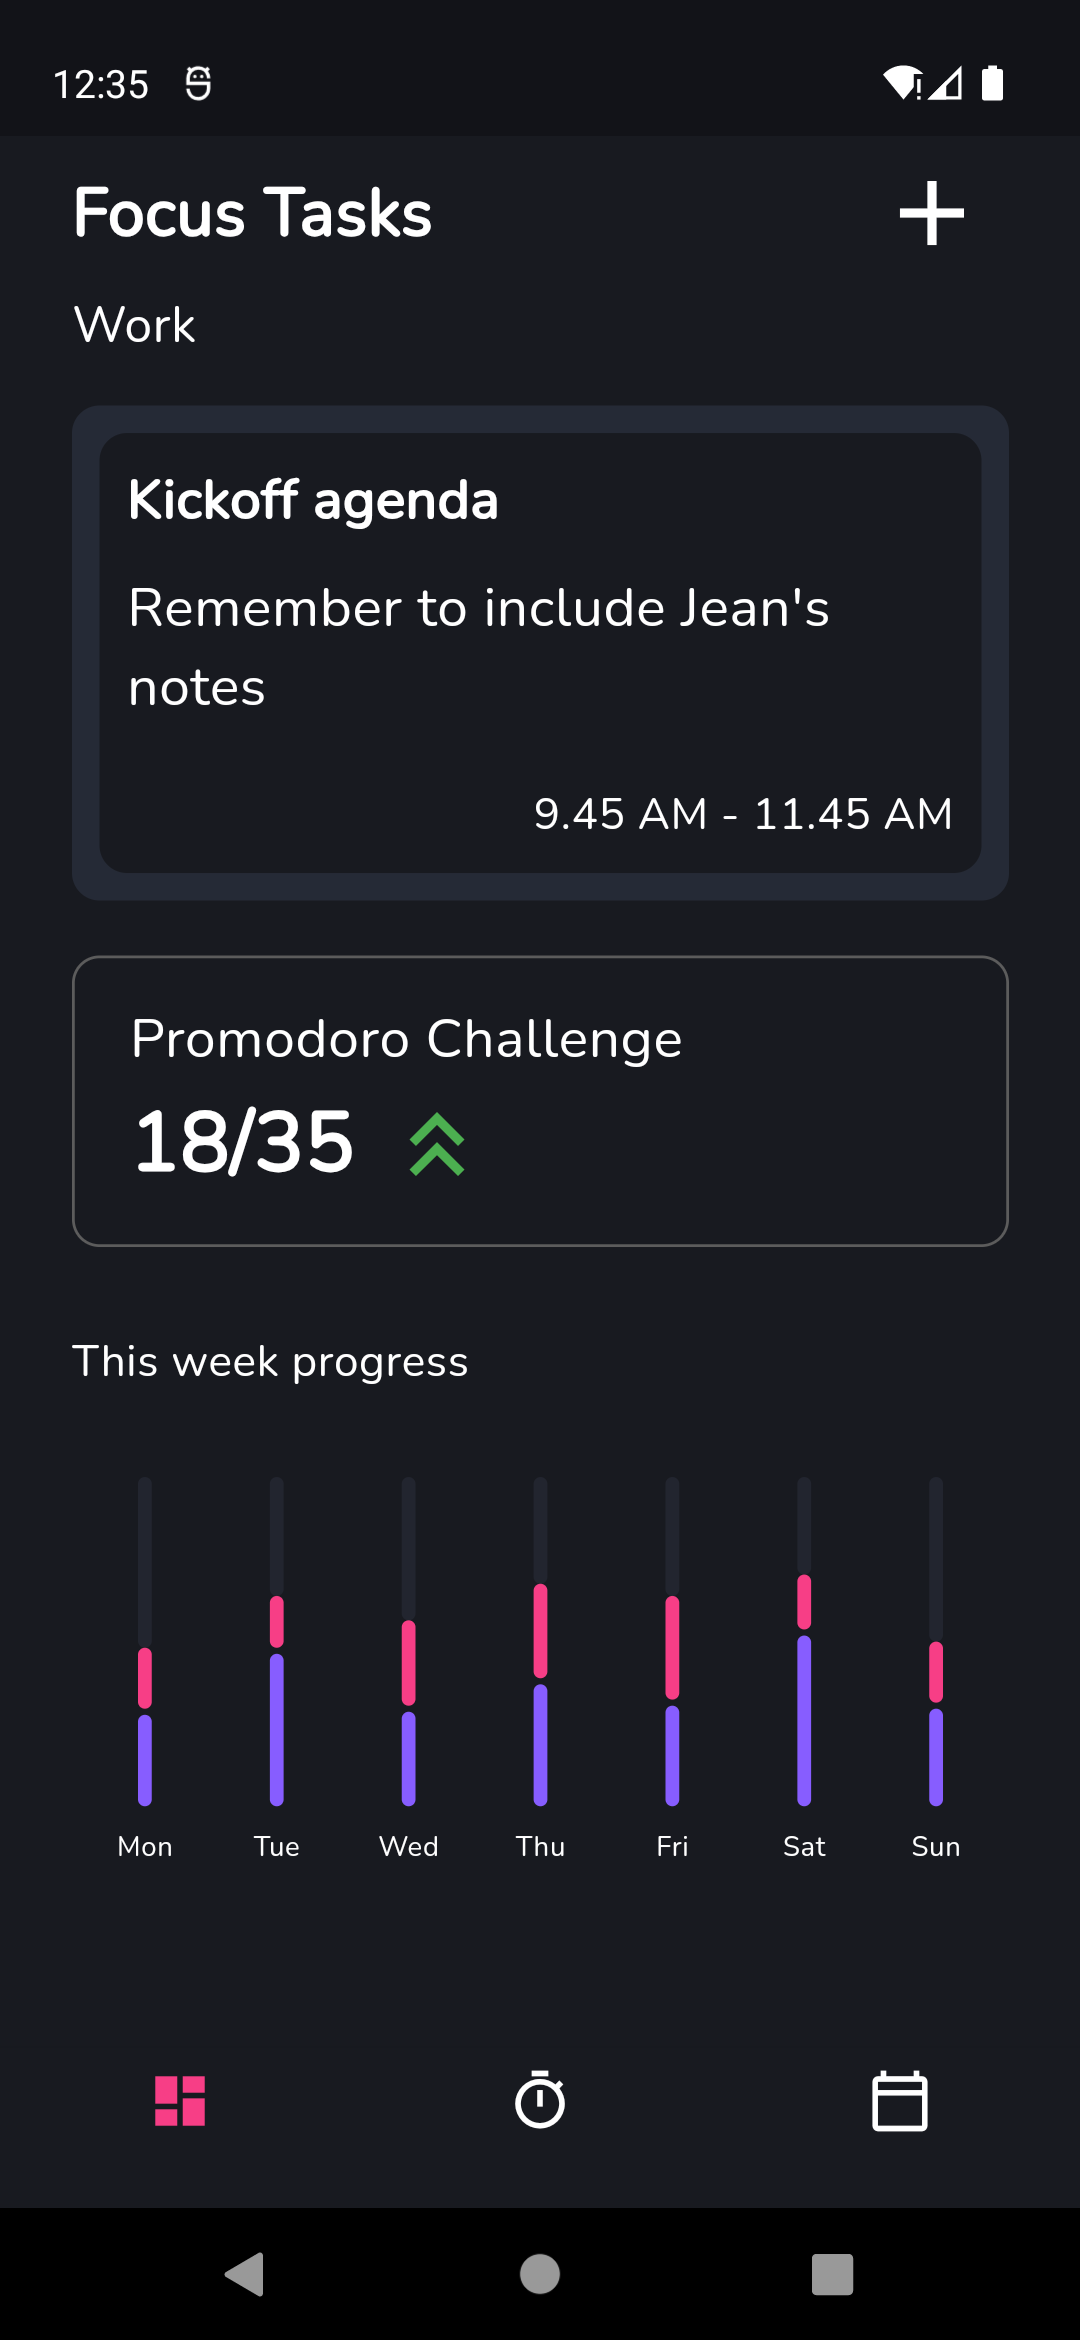 12:35
Focus Tasks
Work
Kickoff agenda
Remember to include Jean's
notes
9.45 AM - 11.45 AM
Promodoro Challenge
18/35
This week progress
Mon Tue Wed Thu Fri Sat Sun